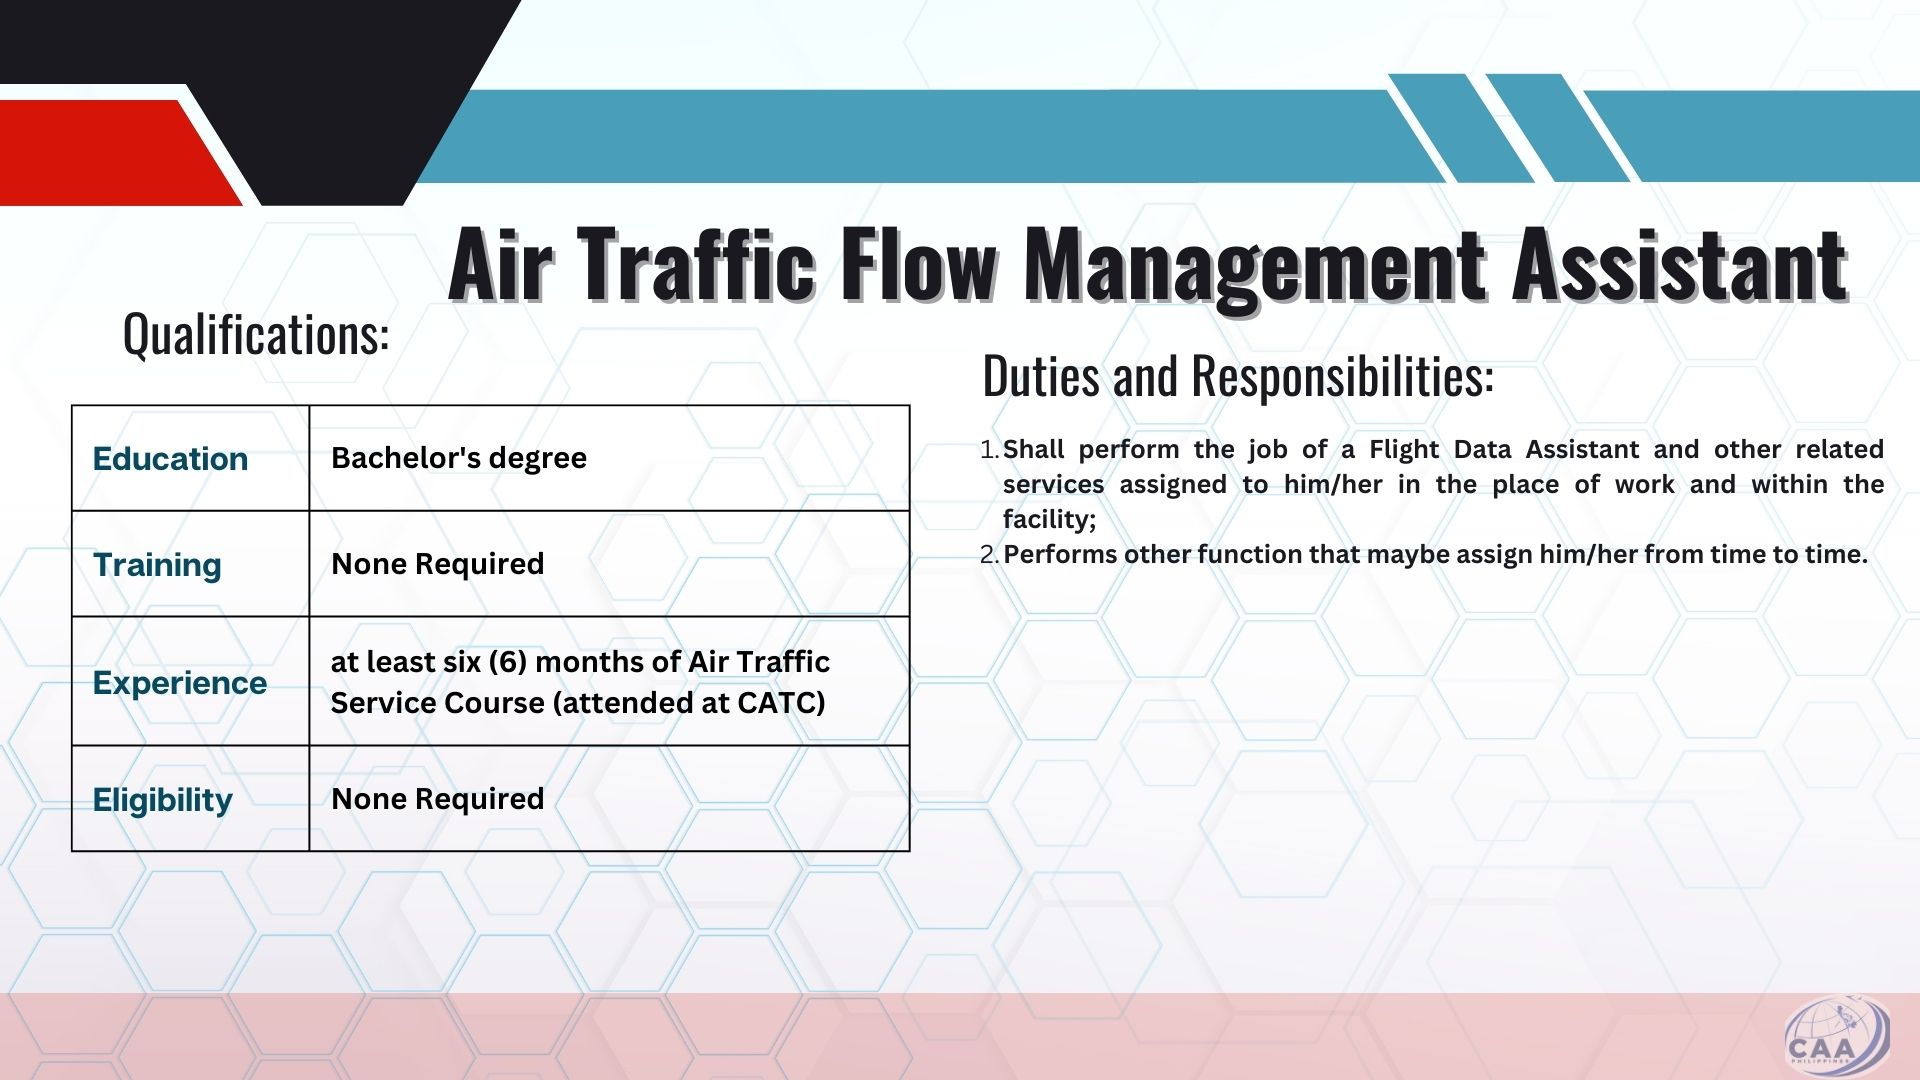 Air Traffic Flow Management Assistant
Qualifications:
Education
Bachelor's degree
Training
None Required
Experience
at least six (6) months of Air Traffic
Service Course (attended at CATC)
Eligibility
None Required
Duties and Responsibilities:
1. Shall perform the job of a Flight Data Assistant and other related
services assigned to him/her in the place of work and within the
facility;
2. Performs other function that maybe assign him/her from time to time.
CAA
PHILIPPINES